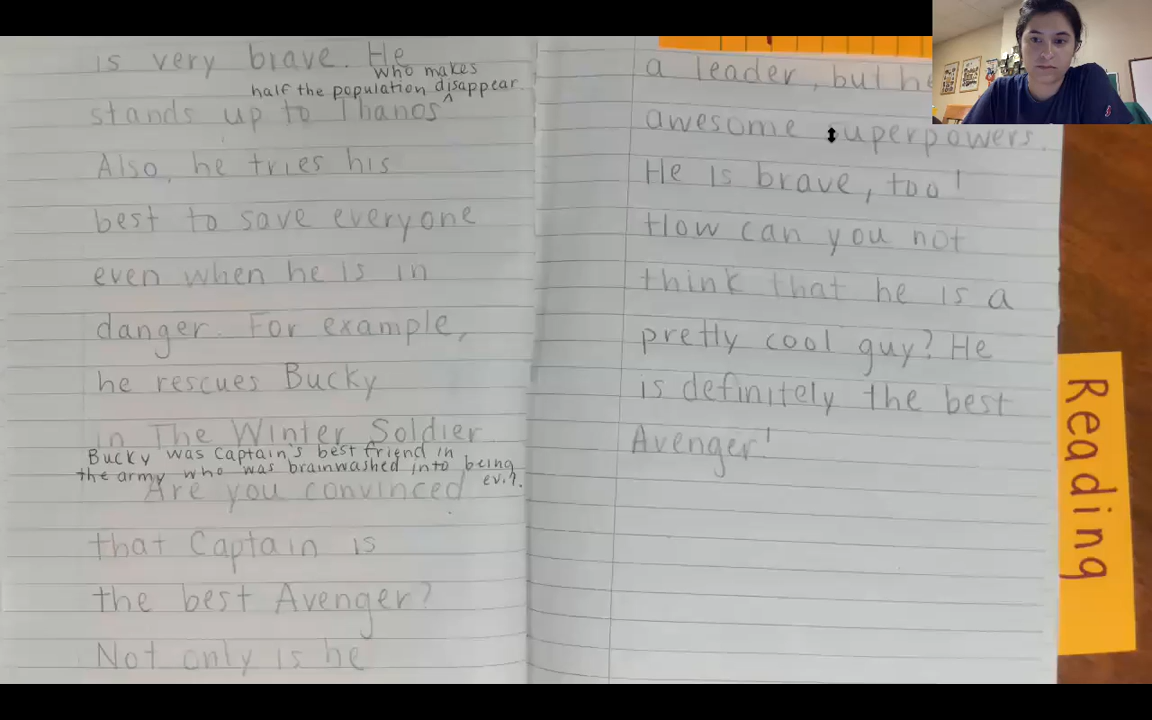 is very brave. He
who makes
half the population disappear
stands up to Thanos^
Also, he tries his
best to save everyone
even when he is in
danger. For example,
he rescues Bucky
in The Winter Soldier
Bucky was Captain's best friend in
the army who was brainwashed into being
evil.
Are you convinced
that Captain is
the best Avenger?
Not only is he
a leader, but he
awesome superpowers.
He is brave, too!
How can you not
think that he is a
pretty cool guy? He
is definitely the best
Avenger!
Reading